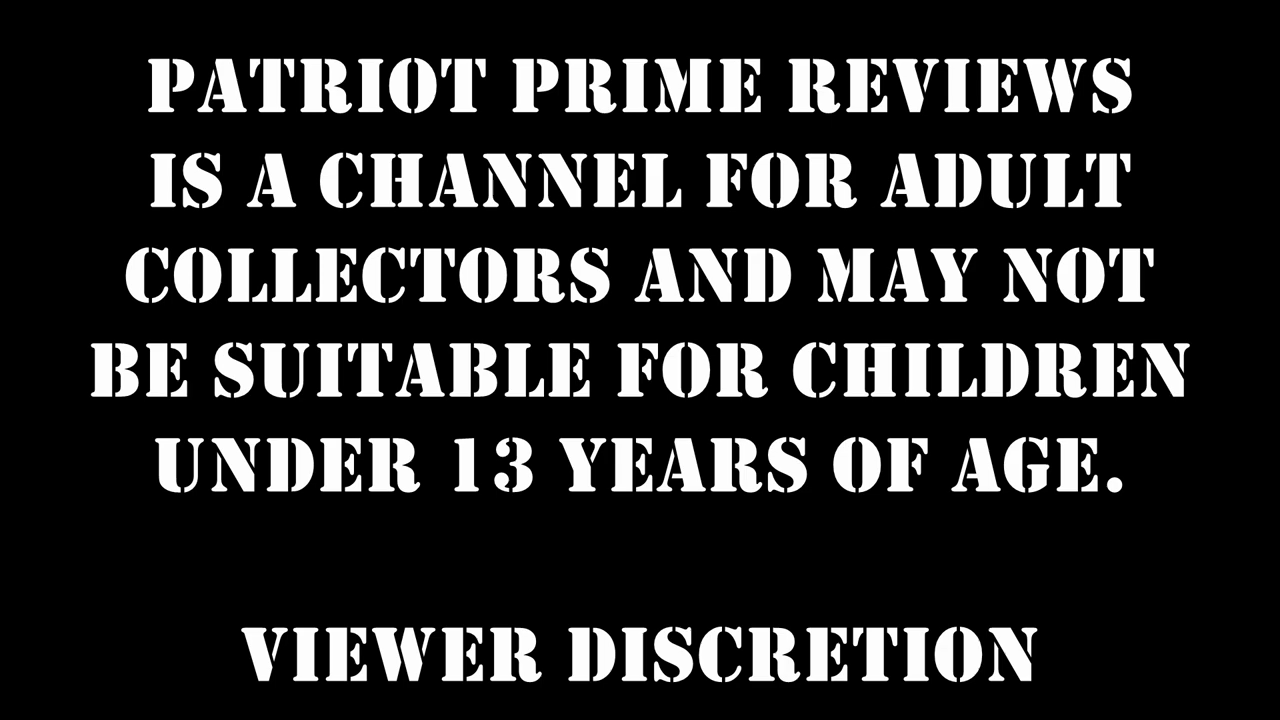 PATRIOT PRIME REVIEWS
IS A CHANNEL FOR ADULT
COLLECTORS AND MAY NOT
BE SUITABLE FOR CHILDREN
UNDER 13 YEARS OF AGE.
VIEWER DISCRETION